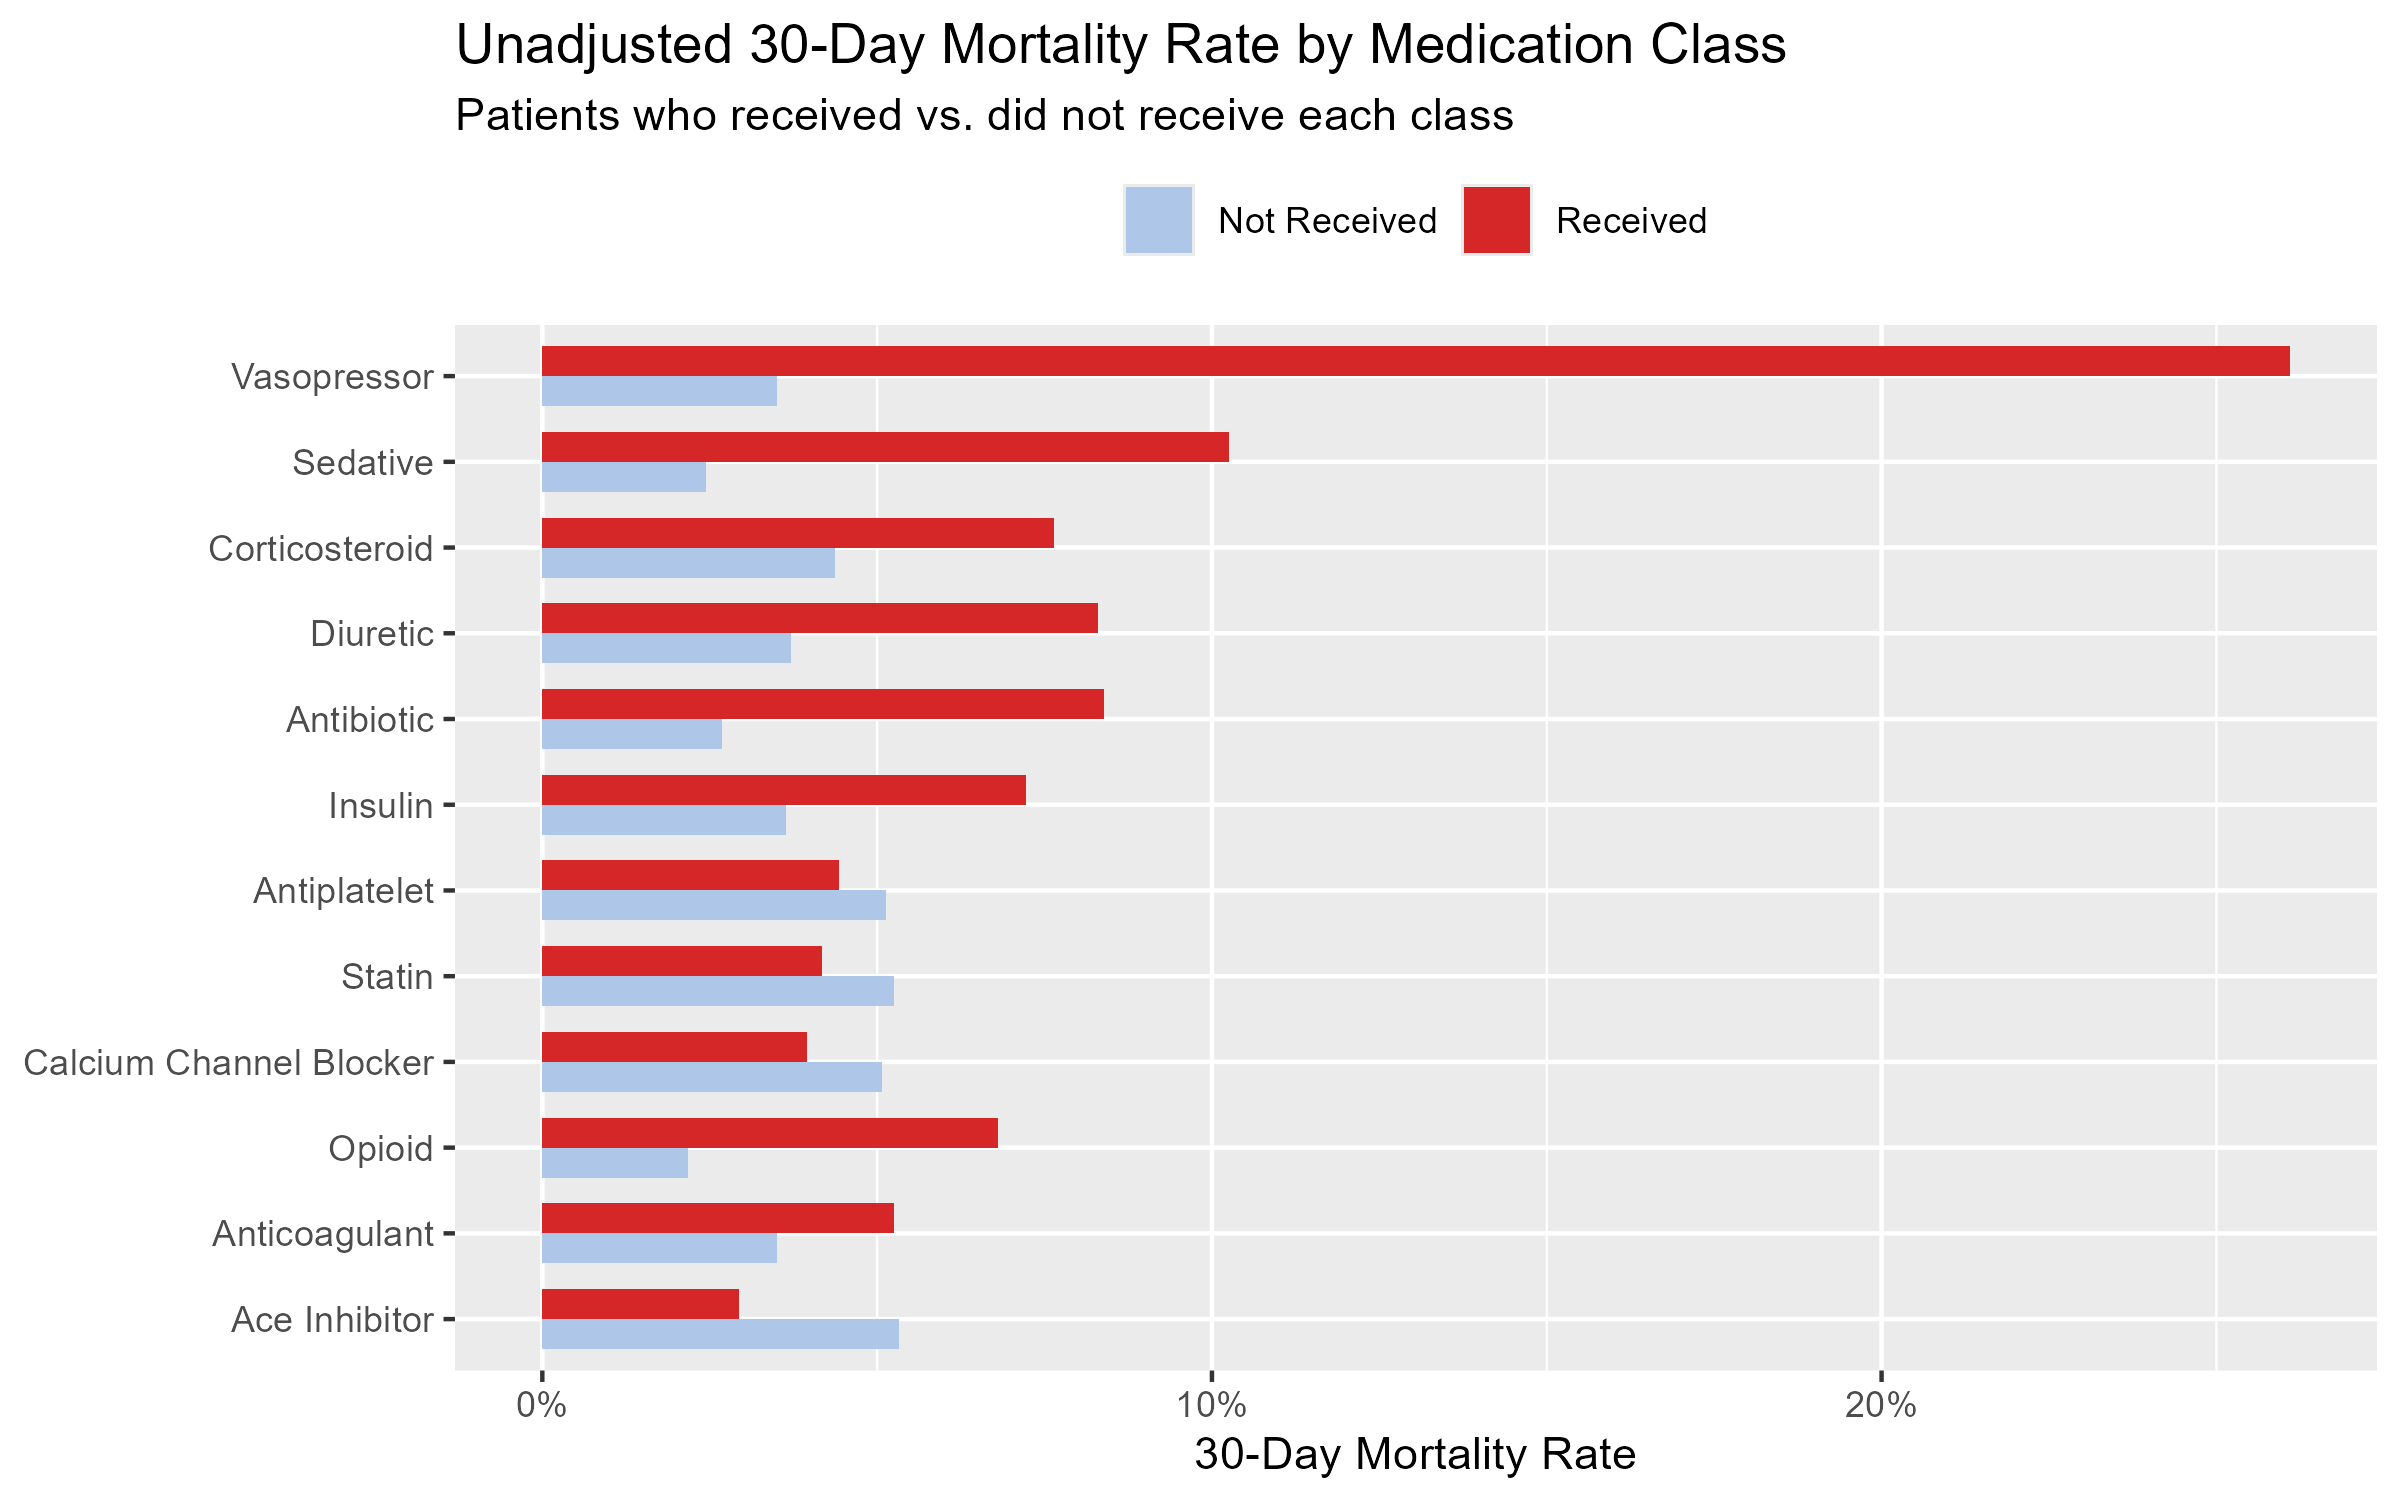 Unadjusted 30-Day Mortality Rate by Medication Class
Patients who received vs. did not receive each class
Not Received
Received
Vasopressor
Sedative
Corticosteroid
Diuretic
Antibiotic
Insulin
Antiplatelet
Statin
Calcium Channel Blocker
Opioid
Anticoagulant
Ace Inhibitor
0% 10% 20%
30-Day Mortality Rate